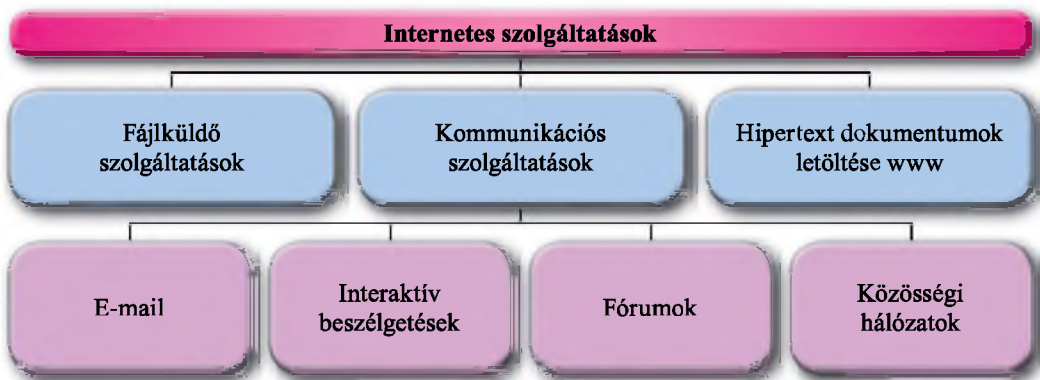 Internetes szolgáltatások
Fájlküldő
szolgáltatások
Kommunikációs
szolgáltatások
Hipertext dokumentumok
letöltése www
E-mail
Interaktív
beszélgetések
Fórumok
Közösségi
hálózatok